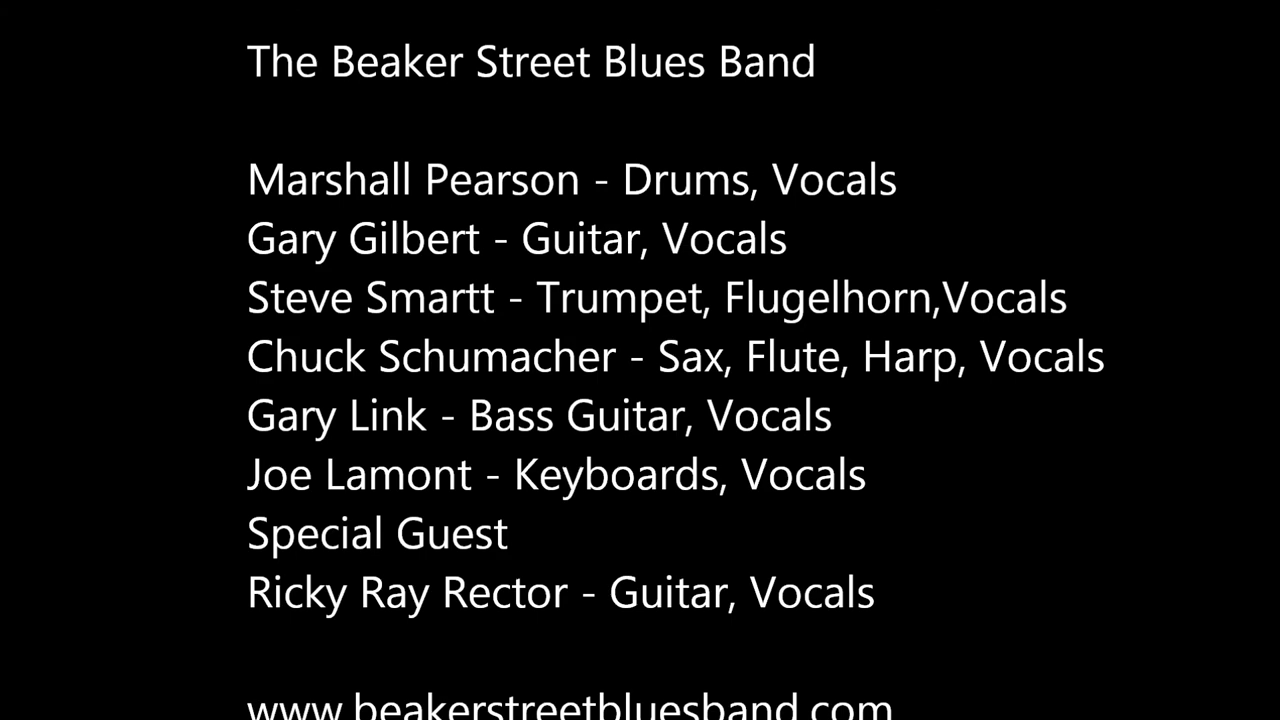 The Beaker Street Blues Band
Marshall Pearson - Drums, Vocals
Gary Gilbert - Guitar, Vocals
Steve Smartt - Trumpet, Flugelhorn,Vocals
Chuck Schumacher - Sax, Flute, Harp, Vocals
Gary Link - Bass Guitar, Vocals
Joe Lamont - Keyboards, Vocals
Special Guest
Ricky Ray Rector - Guitar, Vocals
www.beakerstreetbluesband.com